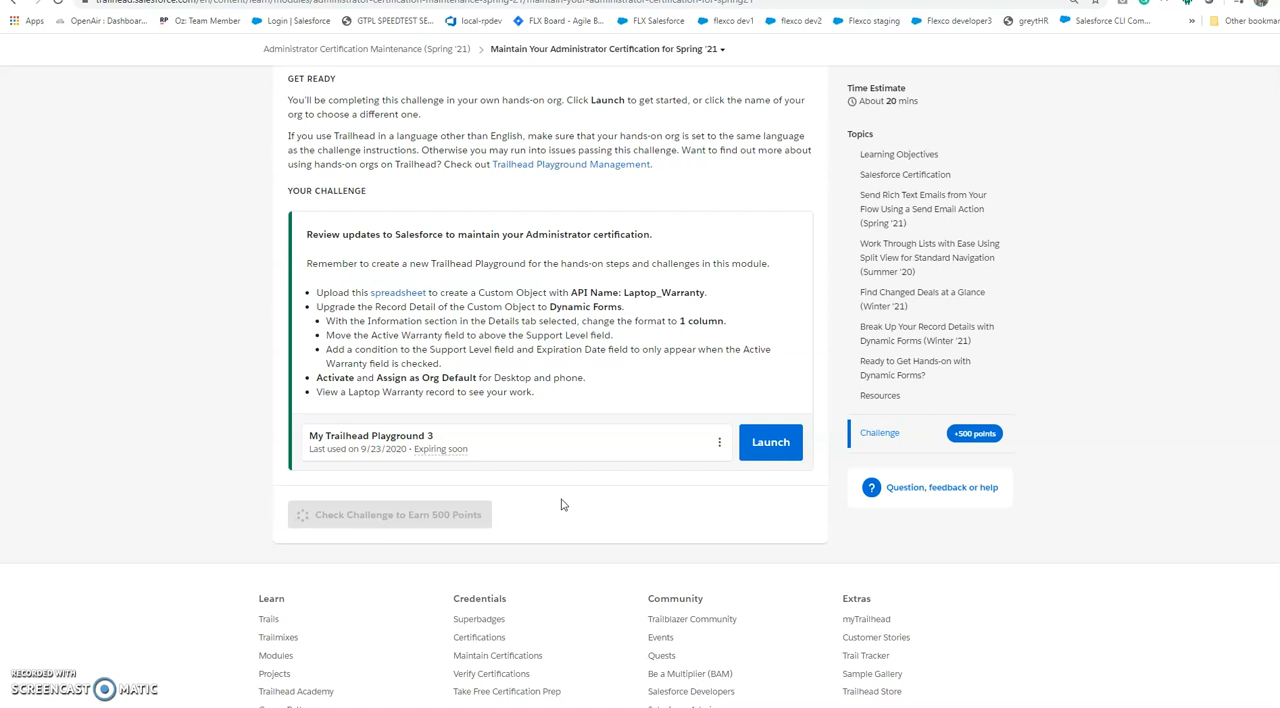 trailhead.salesforce.com/en/content/learn/modules/administrator-certification-maintenance-spring-21/maintain-your-administrator-certification-for-spring21
Apps OpenAir : Dashboar... Oz: Team Member Login | Salesforce GTPL SPEEDTEST SE... local-rpdev FLX Board - Agile B... FLX Salesforce flexco dev1 flexco dev2 Flexco staging Flexco developer3 greytHR Salesforce CLI Com... » Other bookmar
Administrator Certification Maintenance (Spring '21) Maintain Your Administrator Certification for Spring '21
GET READY
You'll be completing this challenge in your own hands-on org. Click Launch to get started, or click the name of your
org to choose a different one.
If you use Trailhead in a language other than English, make sure that your hands-on org is set to the same language
as the challenge instructions. Otherwise you may run into issues passing this challenge. Want to find out more about
using hands-on orgs on Trailhead? Check out Trailhead Playground Management.
YOUR CHALLENGE
Review updates to Salesforce to maintain your Administrator certification.
Remember to create a new Trailhead Playground for the hands-on steps and challenges in this module.
• Upload this spreadsheet to create a Custom Object with API Name: Laptop_Warranty.
• Upgrade the Record Detail of the Custom Object to Dynamic Forms.
• With the Information section in the Details tab selected, change the format to 1 column.
• Move the Active Warranty field to above the Support Level field.
• Add a condition to the Support Level field and Expiration Date field to only appear when the Active
Warranty field is checked.
• Activate and Assign as Org Default for Desktop and phone.
• View a Laptop Warranty record to see your work.
My Trailhead Playground 3
Last used on 9/23/2020 • Expiring soon
Launch
Check Challenge to Earn 500 Points
Time Estimate
About 20 mins
Topics
Learning Objectives
Salesforce Certification
Send Rich Text Emails from Your
Flow Using a Send Email Action
(Spring '21)
Work Through Lists with Ease Using
Split View for Standard Navigation
(Summer '20)
Find Changed Deals at a Glance
(Winter '21)
Break Up Your Record Details with
Dynamic Forms (Winter '21)
Ready to Get Hands-on with
Dynamic Forms?
Resources
Challenge +500 points
? Question, feedback or help
Learn Credentials Community Extras
Trails Superbadges Trailblazer Community myTrailhead
Trailmixes Certifications Events Customer Stories
Modules Maintain Certifications Quests Trail Tracker
Projects Verify Certifications Be a Multiplier (BAM) Sample Gallery
Trailhead Academy Take Free Certification Prep Salesforce Developers Trailhead Store
RECORDED WITH
SCREENCAST MATIC